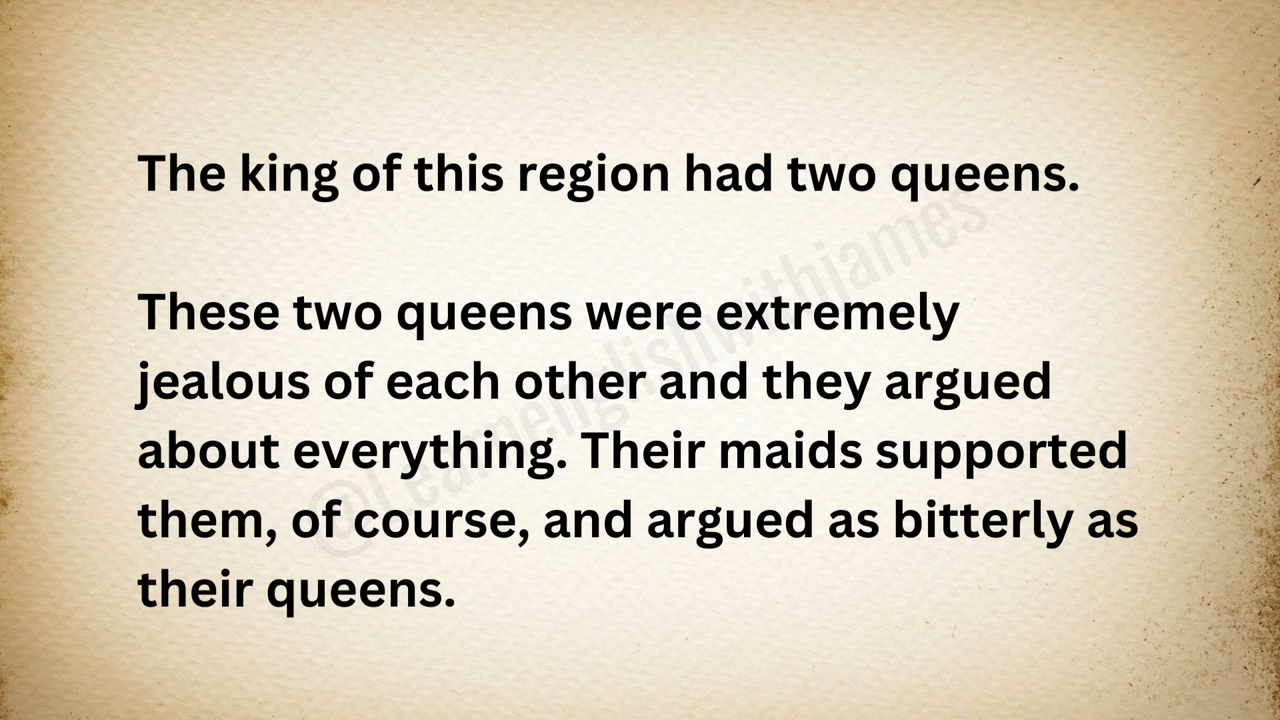 The king of this region had two queens.
These two queens were extremely
jealous of each other and they argued
about everything. Their maids supported
them, of course, and argued as bitterly as
their queens.
@Learnenglishwithjames